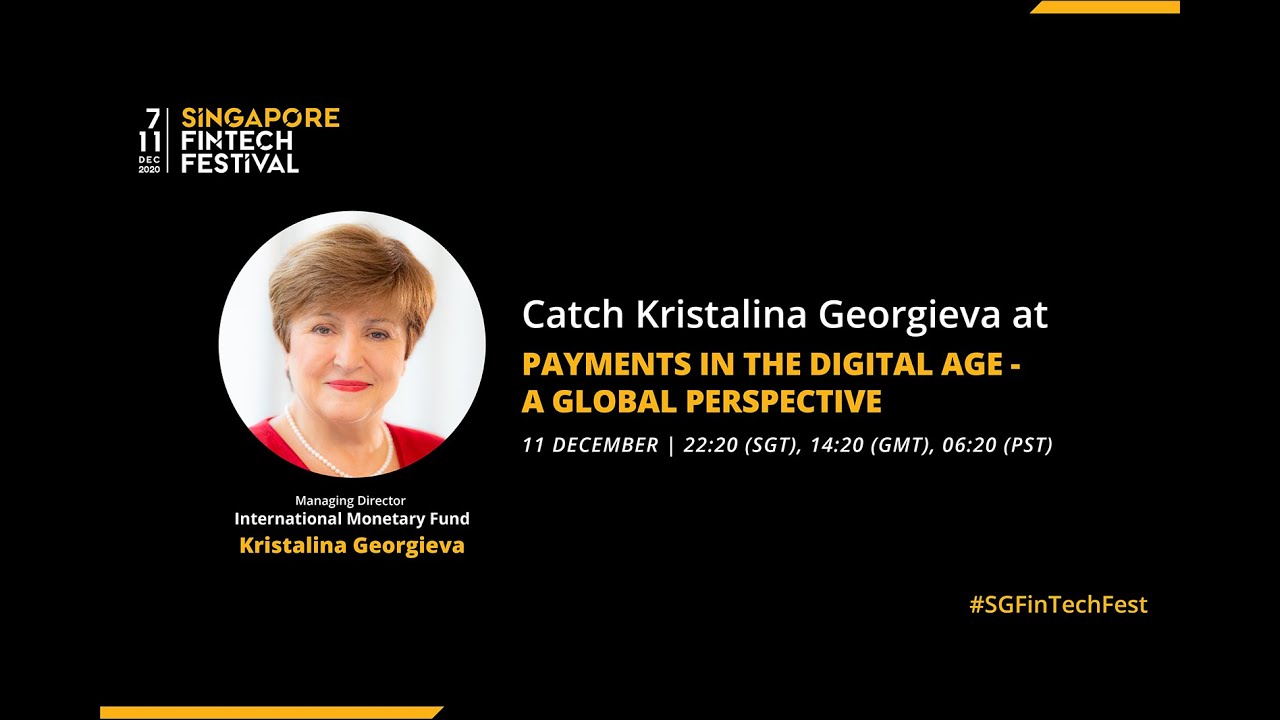 7
11
DEC
2020
SINGAPORE
FINTECH
FESTIVAL
Catch Kristalina Georgieva at
PAYMENTS IN THE DIGITAL AGE -
A GLOBAL PERSPECTIVE
11 DECEMBER | 22:20 (SGT), 14:20 (GMT), 06:20 (PST)
Managing Director
International Monetary Fund
Kristalina Georgieva
#SGFinTechFest